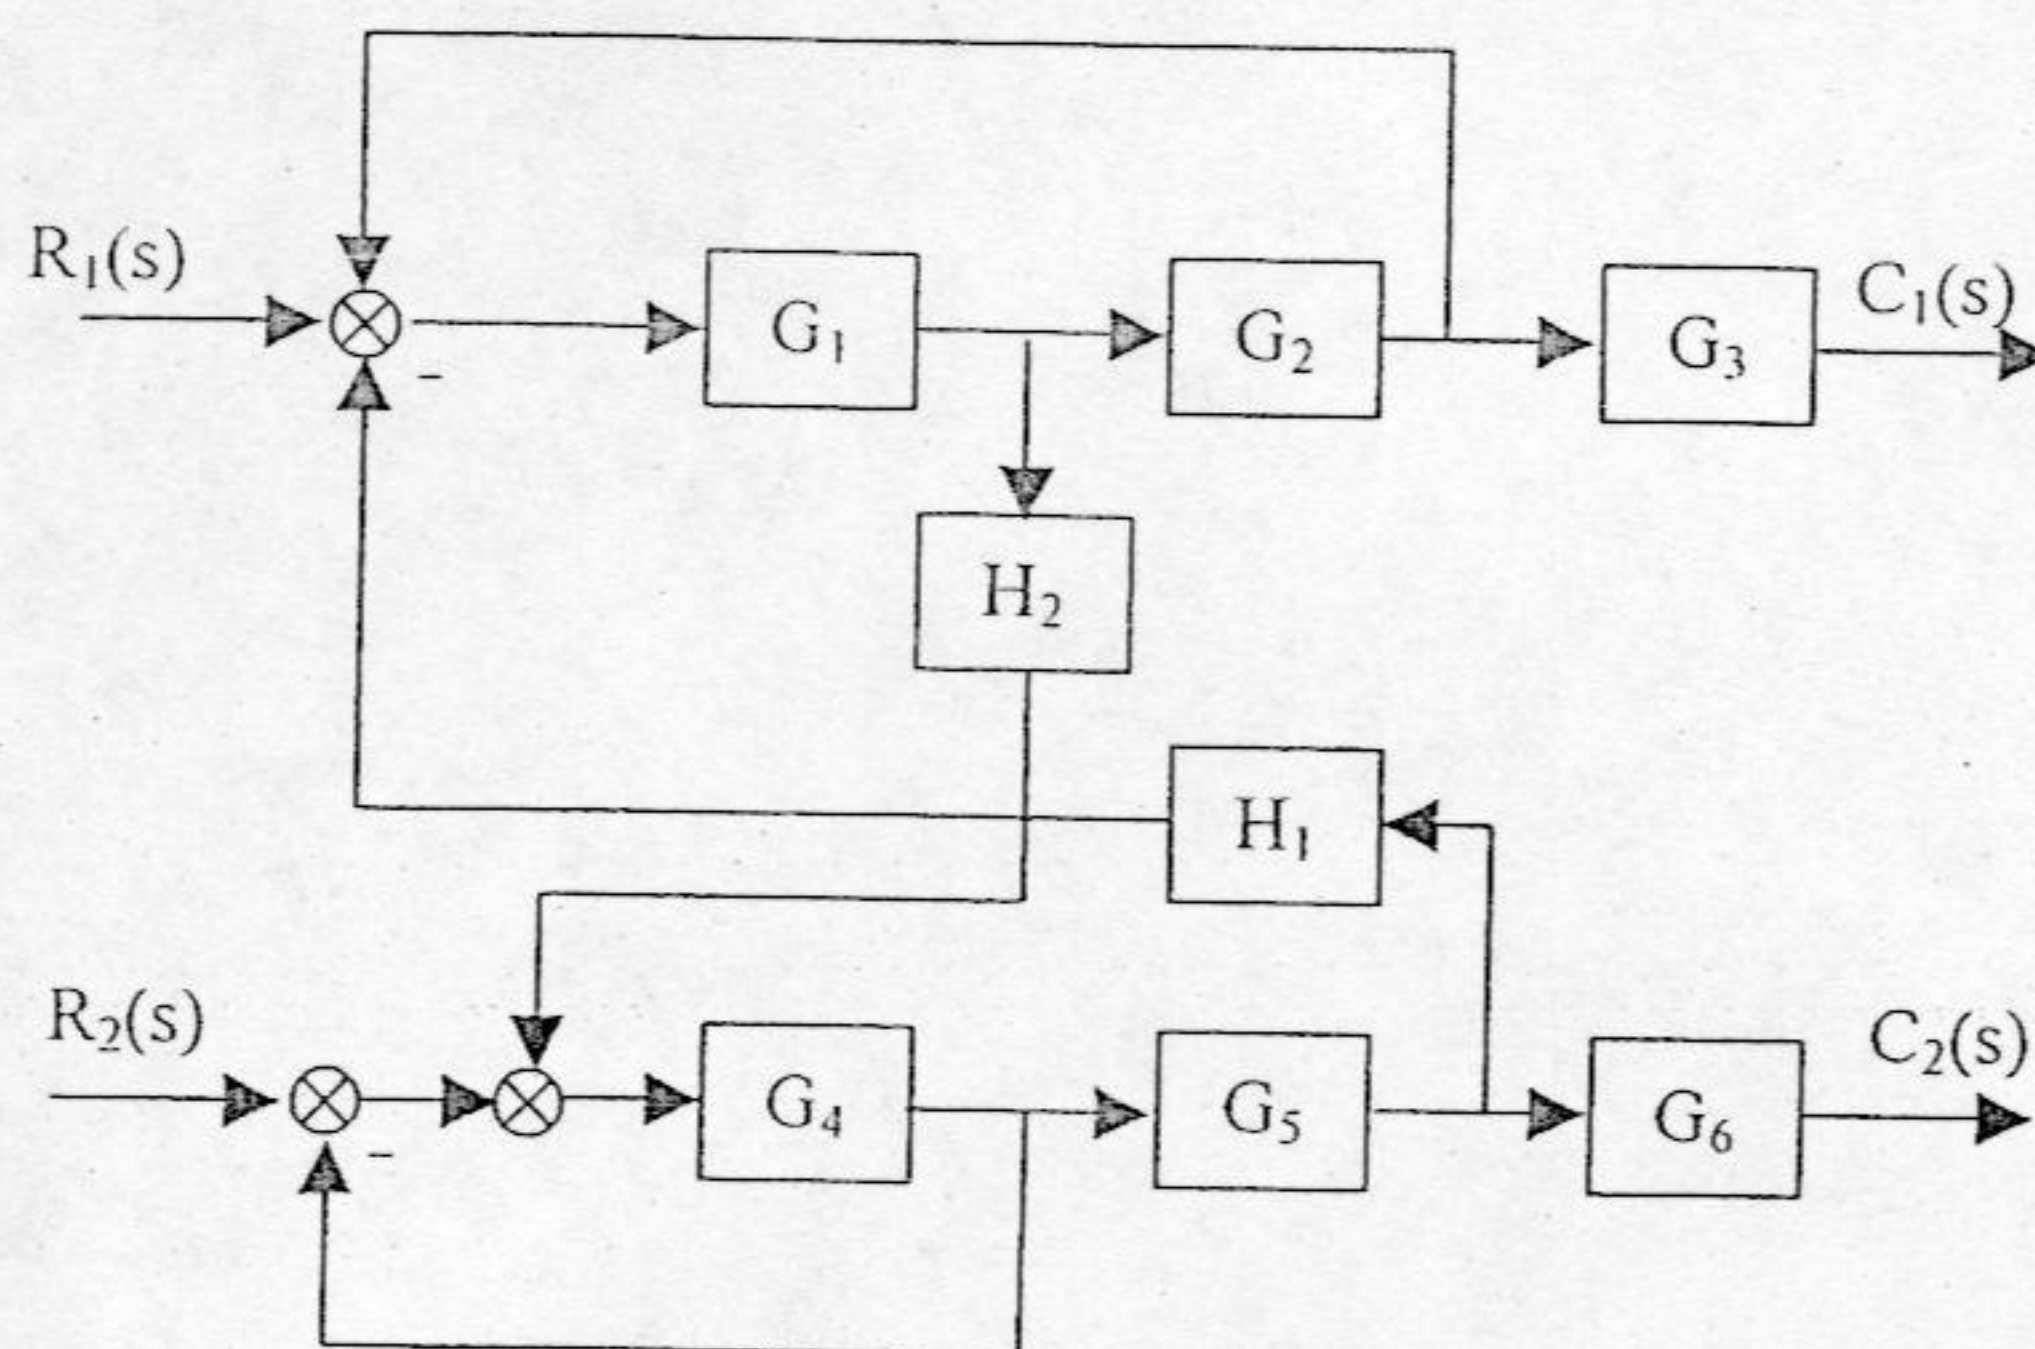 R₁(s)
G₁
G₂
G₃
C₁(s)
-
H₂
H₁
R₂(s)
G₄
G₅
G₆
C₂(s)
-